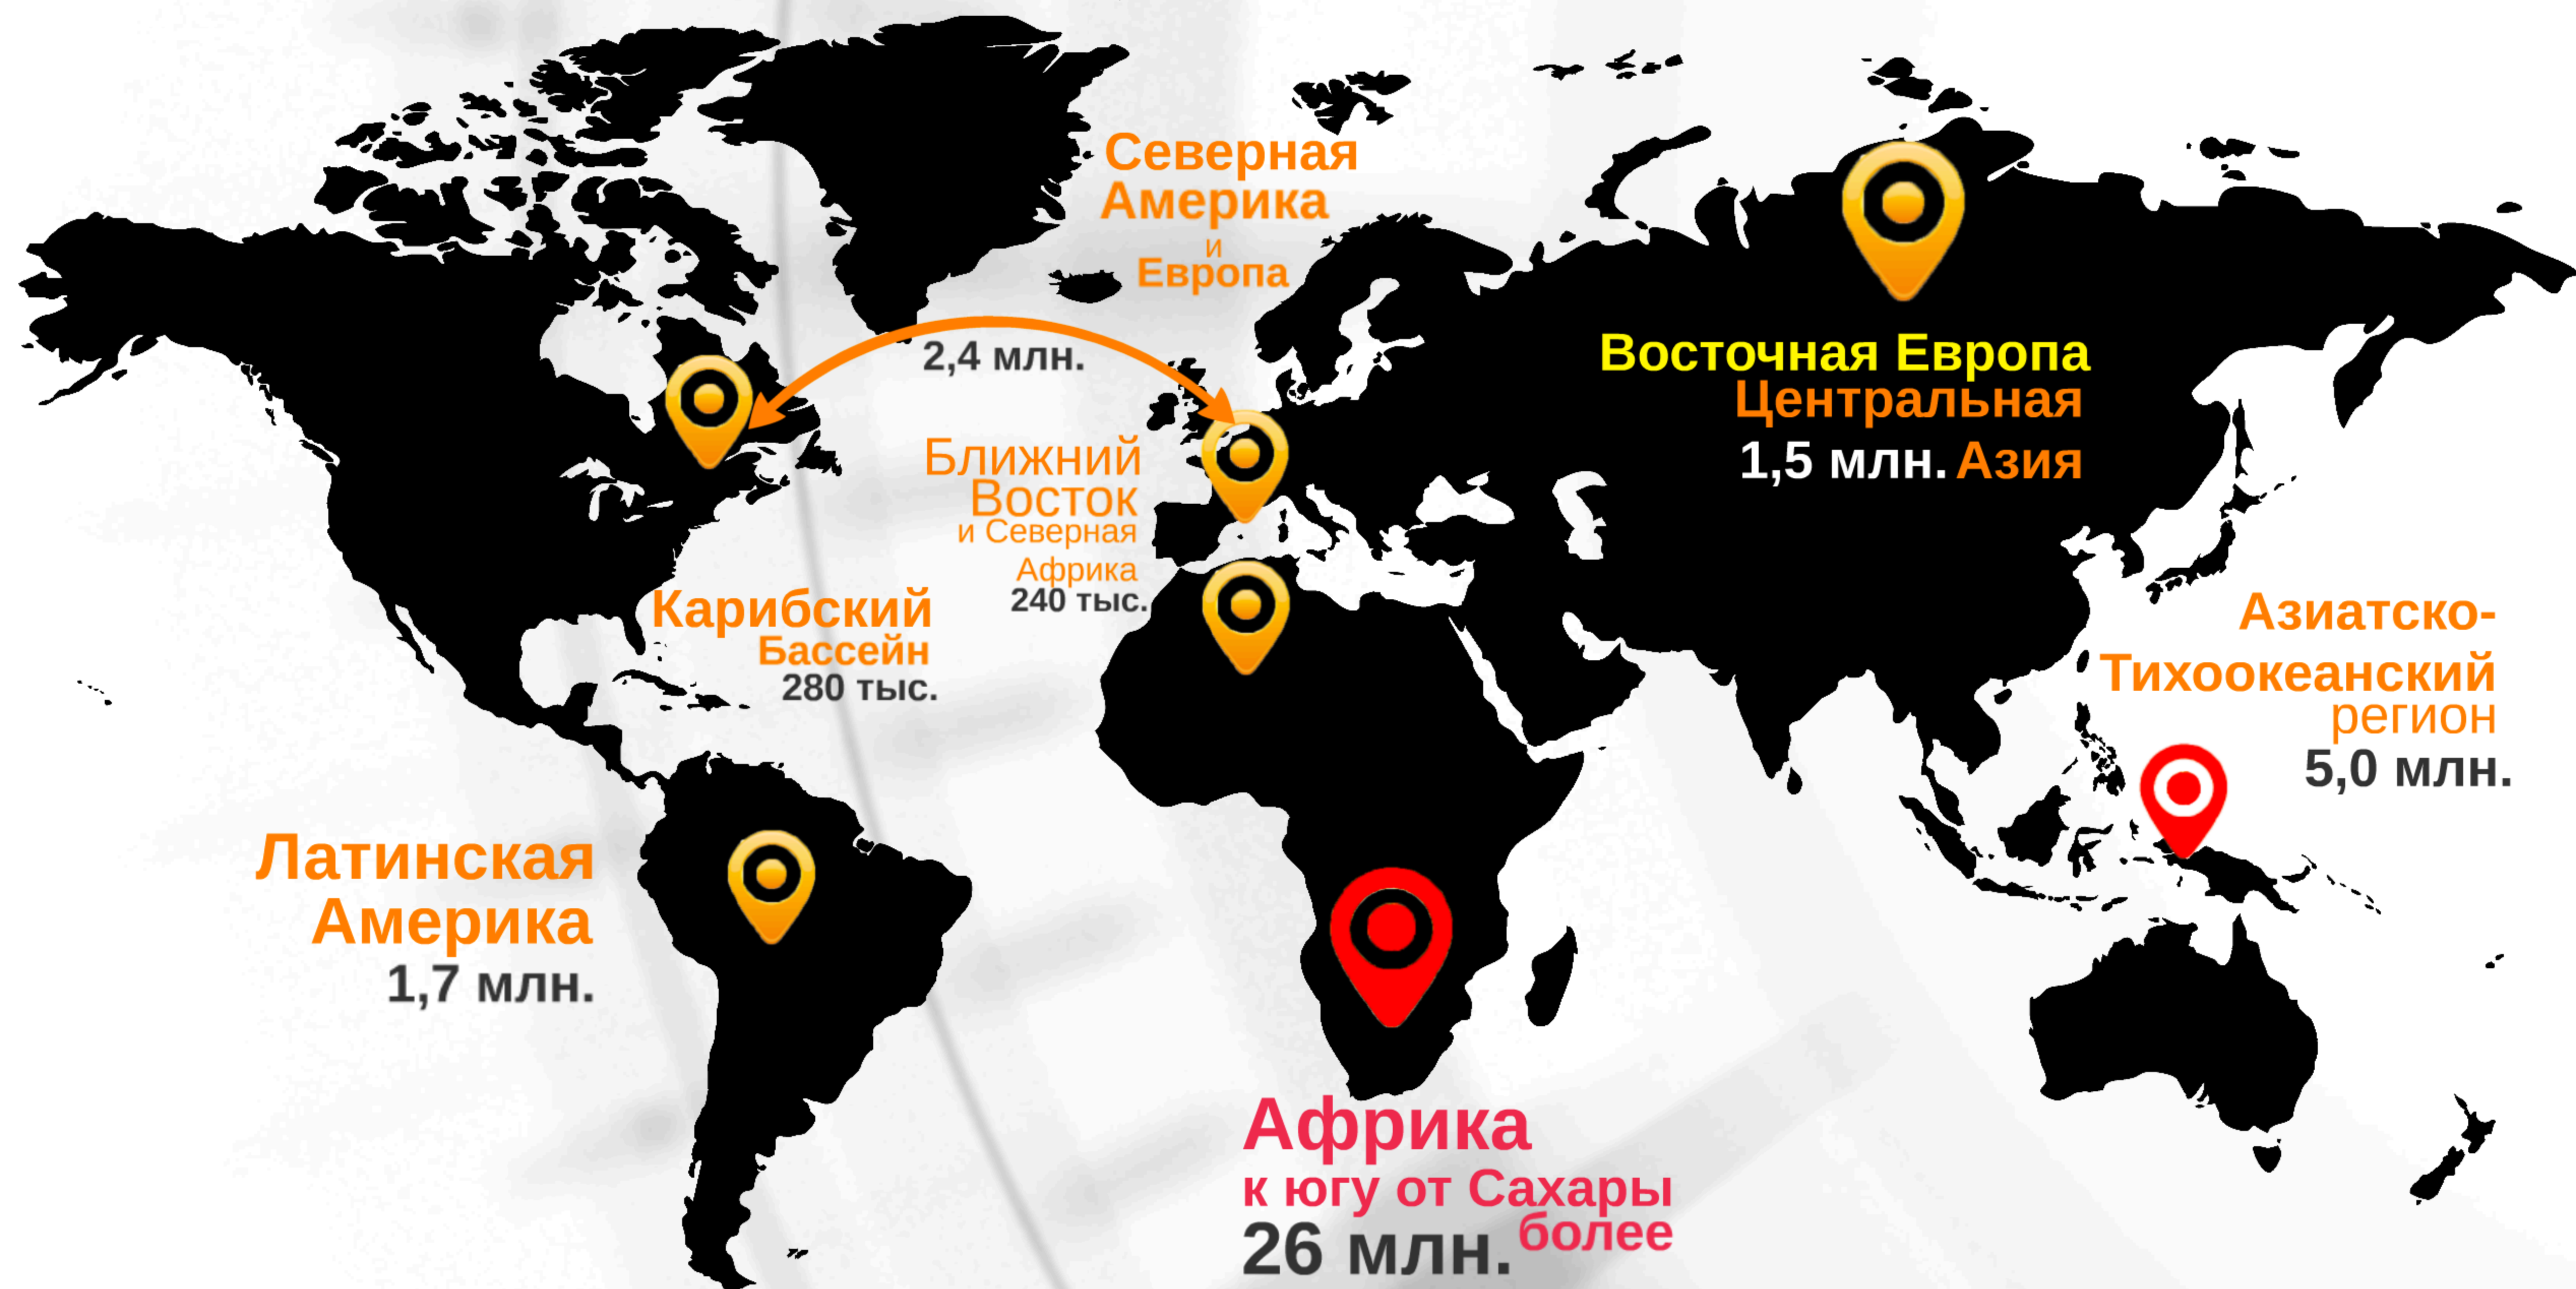 Северная
Америка
и
Европа
2,4 млн.
Восточная Европа
Центральная
1,5 млн. Азия
Ближний
Восток
и Северная
Африка
240 тыс.
Карибский
Бассейн
280 тыс.
Азиатско-
Тихоокеанский
регион
5,0 млн.
Латинская
Америка
1,7 млн.
Африка
к югу от Сахары
26 млн. более